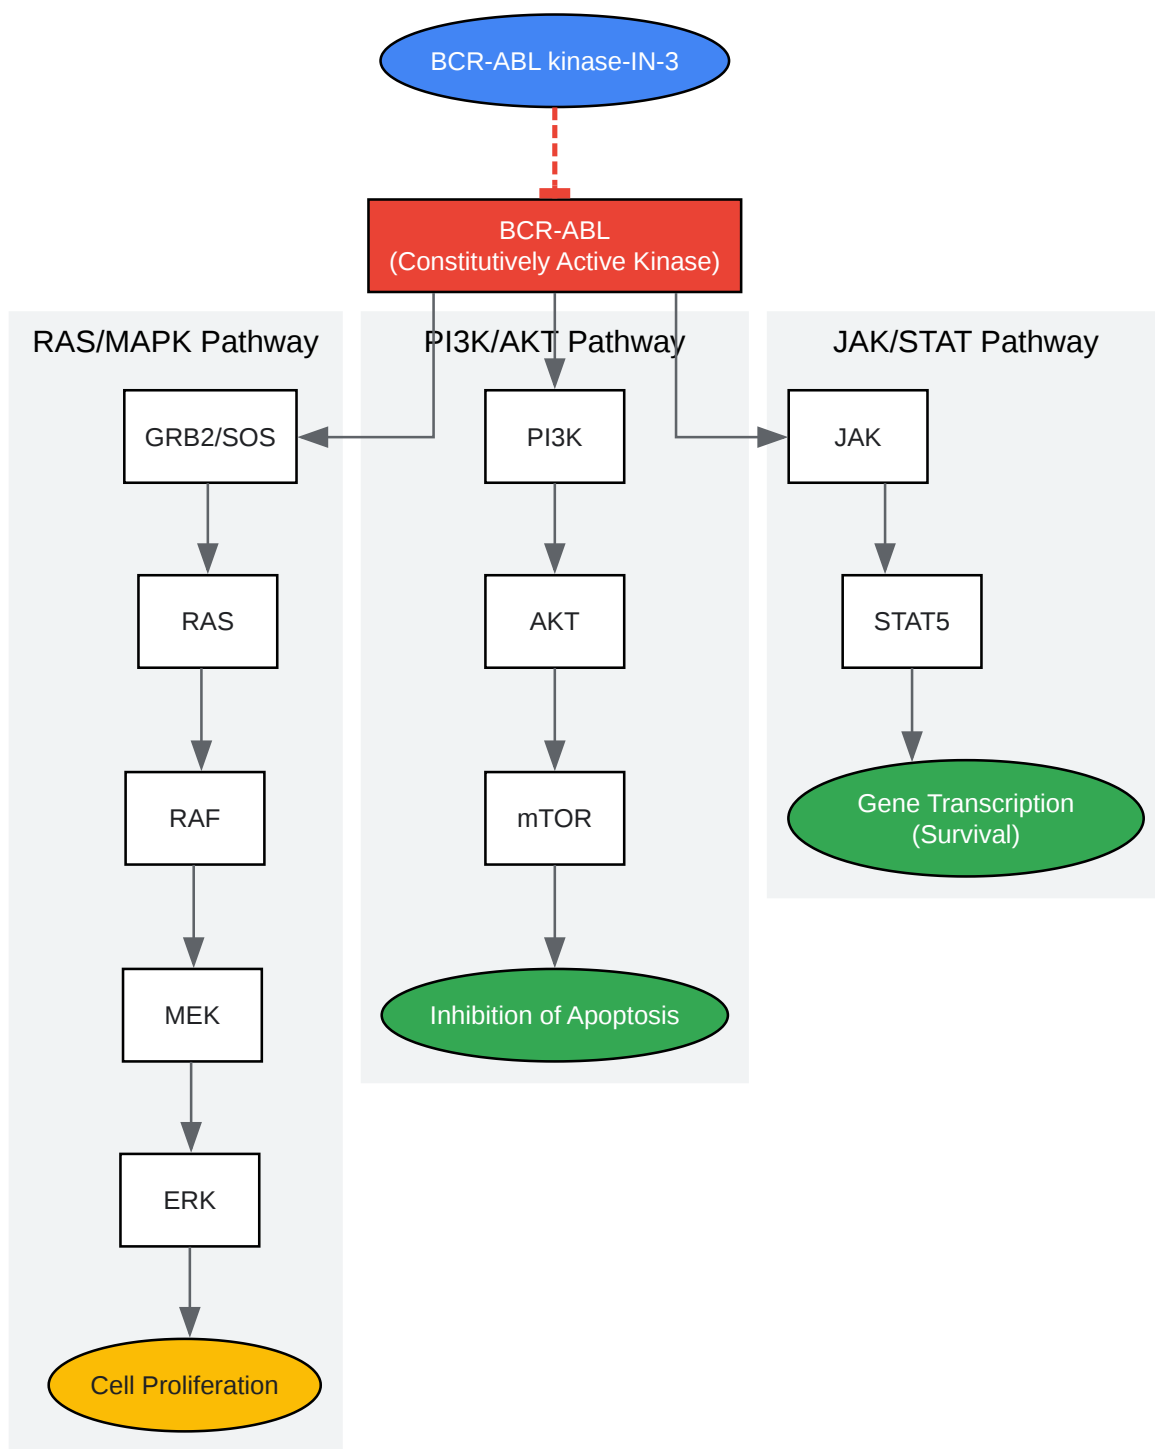 BCR-ABL kinase-IN-3
BCR-ABL
(Constitutively Active Kinase)
RAS/MAPK Pathway
GRB2/SOS
RAS
RAF
MEK
ERK
Cell Proliferation
PI3K/AKT Pathway
PI3K
AKT
mTOR
Inhibition of Apoptosis
JAK/STAT Pathway
JAK
STAT5
Gene Transcription
(Survival)